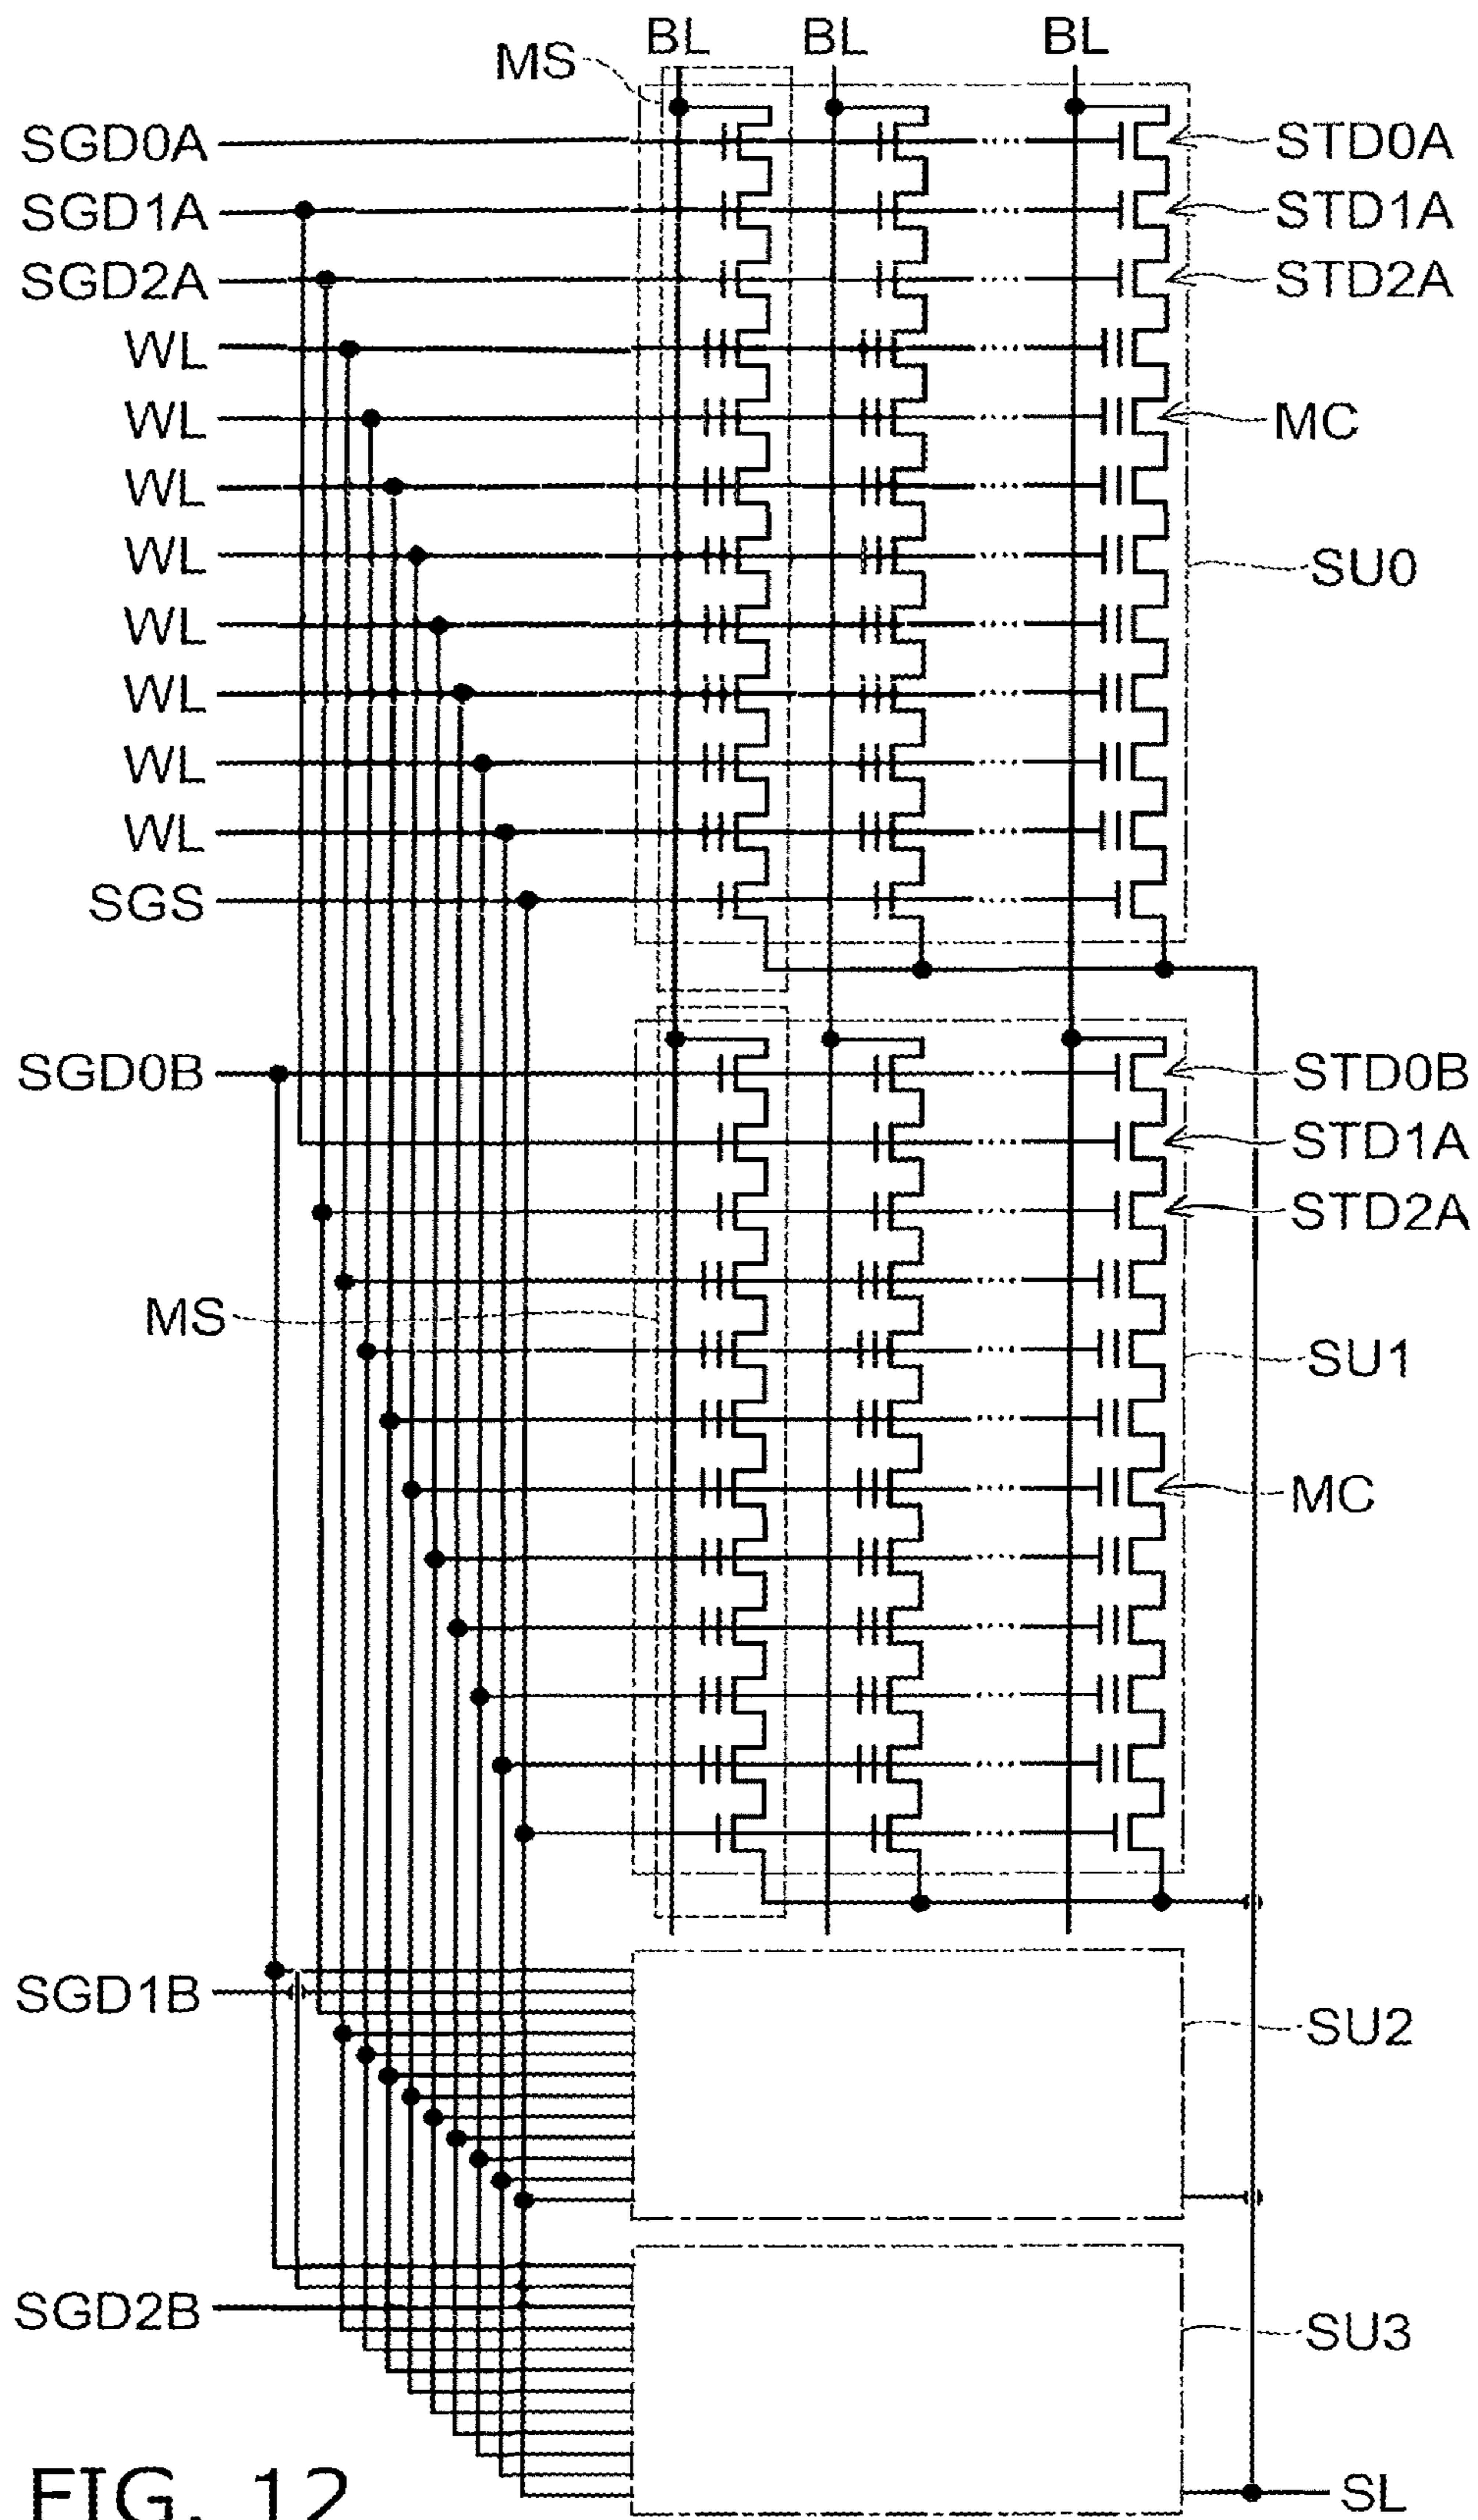 BL BL BL
MS
SGD0A STD0A
SGD1A STD1A
SGD2A STD2A
WL
WL MC
WL
WL SU0
WL
WL
WL
WL
SGS
SGD0B STD0B
STD1A
STD2A
MS SU1
MC
SGD1B SU2
SGD2B SU3
FIG. 12 SL